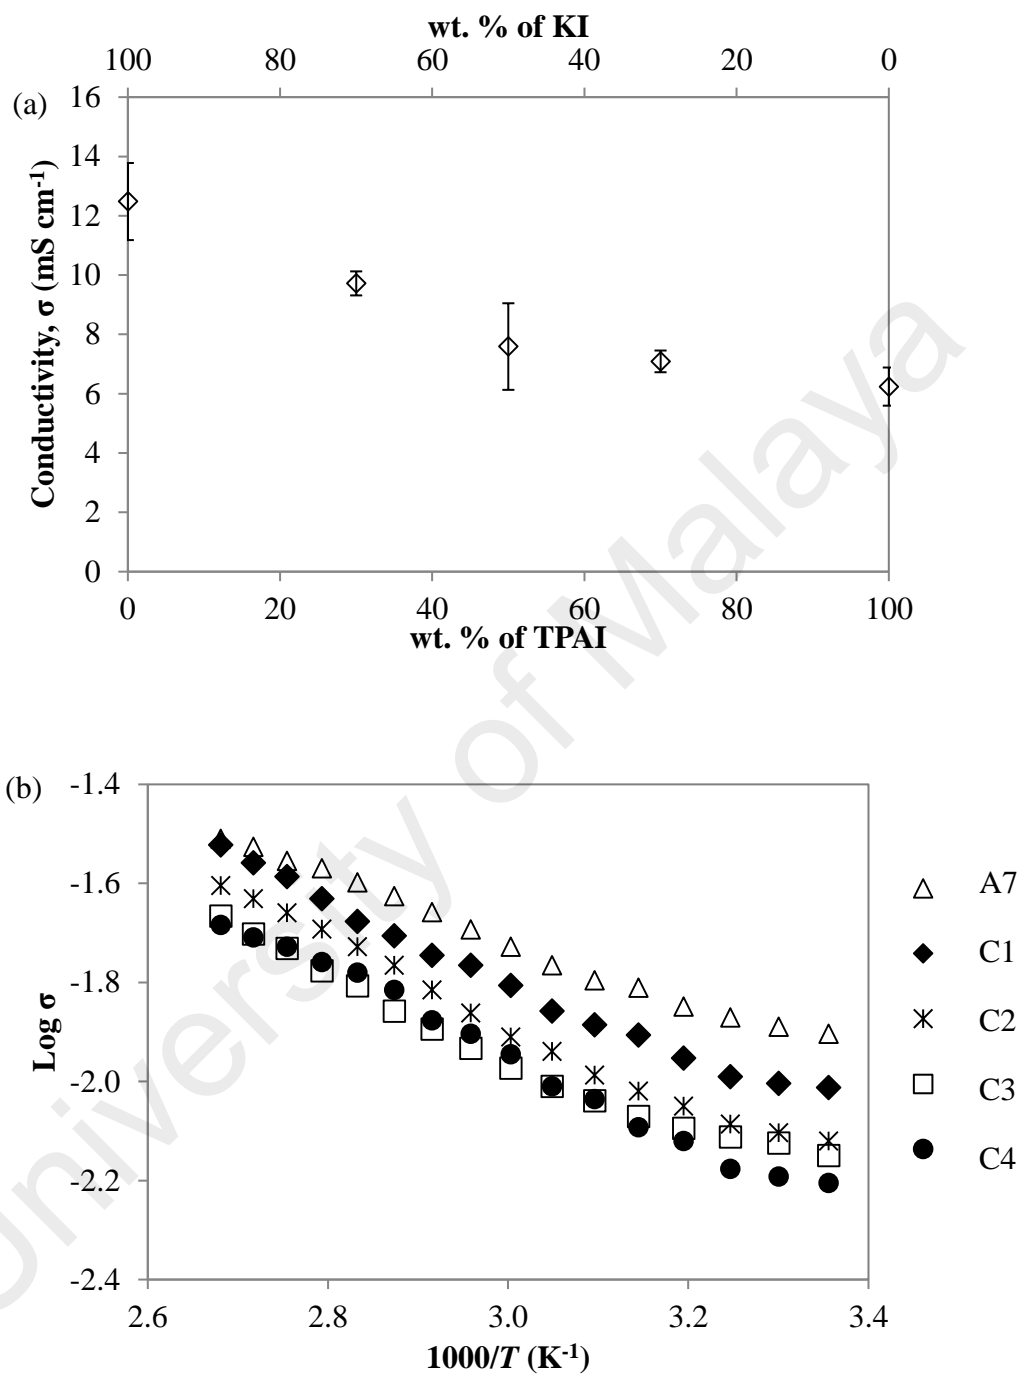 wt. % of KI
100 80 60 40 20 0
(a)
16
14
12
10
8
6
4
2
0
Conductivity, σ (mS cm⁻¹)
0 20 40 60 80 100
wt. % of TPAI
(b)
-1.4
-1.6
-1.8
-2.0
-2.2
-2.4
Log σ
2.6 2.8 3.0 3.2 3.4
1000/T (K⁻¹)
A7
C1
C2
C3
C4
University of Malaya